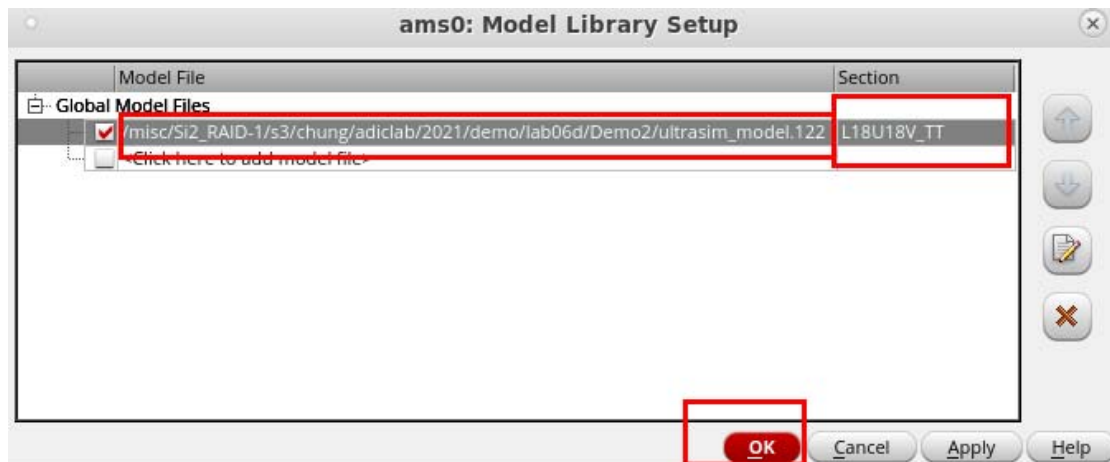 ams0: Model Library Setup
Model File Section
Global Model Files
/misc/Si2_RAID-1/s3/chung/adiclab/2021/demo/lab06d/Demo2/ultrasim_model.122 L18U18V_TT
<Click here to add model file>
OK Cancel Apply Help